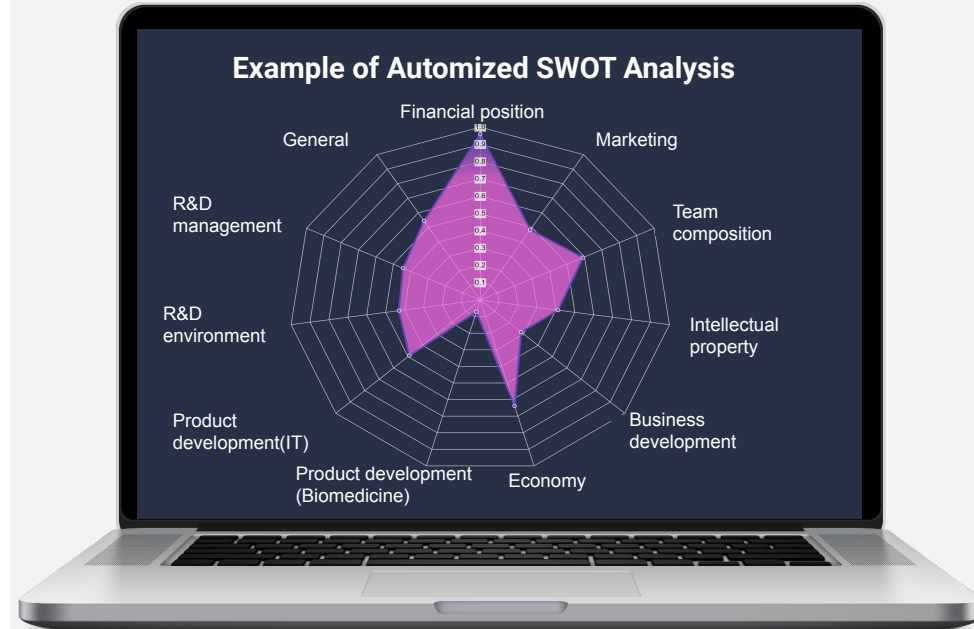 Example of Automized SWOT Analysis
Financial position
General
Marketing
R&D
management
Team
composition
R&D
environment
Intellectual
property
Product
development(IT)
Business
development
Product development
(Biomedicine)
Economy
1.0
0.9
0.8
0.7
0.6
0.5
0.4
0.3
0.2
0.1